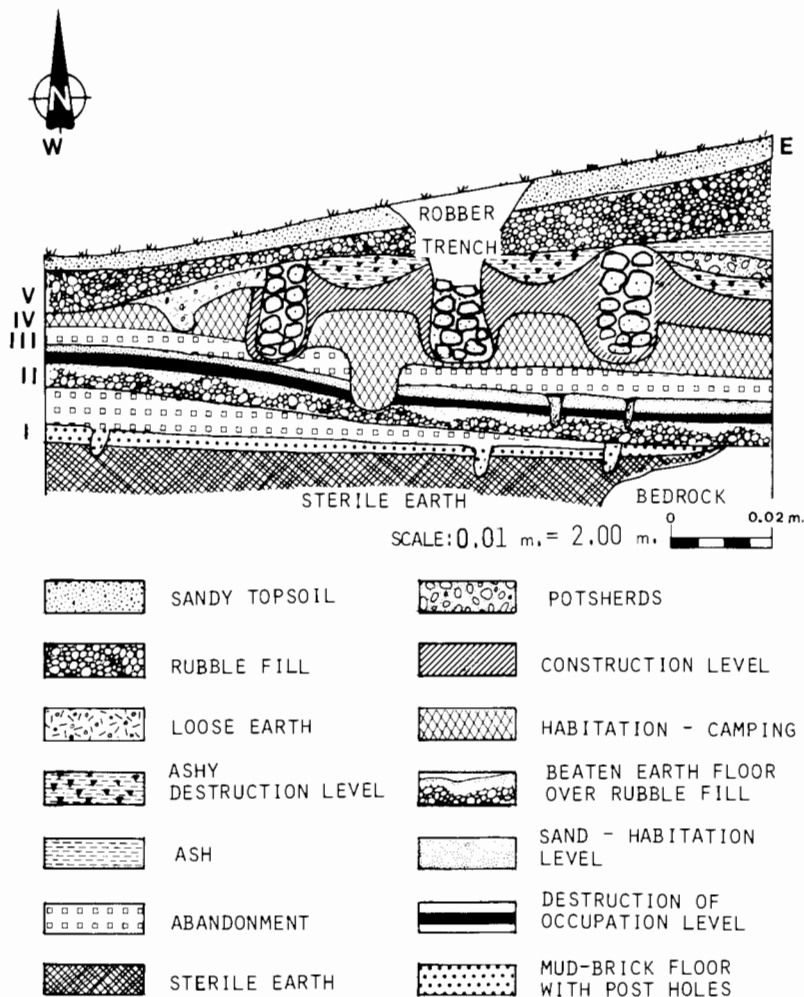 N
W
E
ROBBER
TRENCH
V
IV
III
II
I
STERILE EARTH
BEDROCK
SCALE: 0.01 m. = 2.00 m.
0
0.02 m.
SANDY TOPSOIL
POTSHERDS
RUBBLE FILL
CONSTRUCTION LEVEL
LOOSE EARTH
HABITATION - CAMPING
ASHY
DESTRUCTION LEVEL
BEATEN EARTH FLOOR
OVER RUBBLE FILL
ASH
SAND - HABITATION
LEVEL
ABANDONMENT
DESTRUCTION OF
OCCUPATION LEVEL
STERILE EARTH
MUD-BRICK FLOOR
WITH POST HOLES